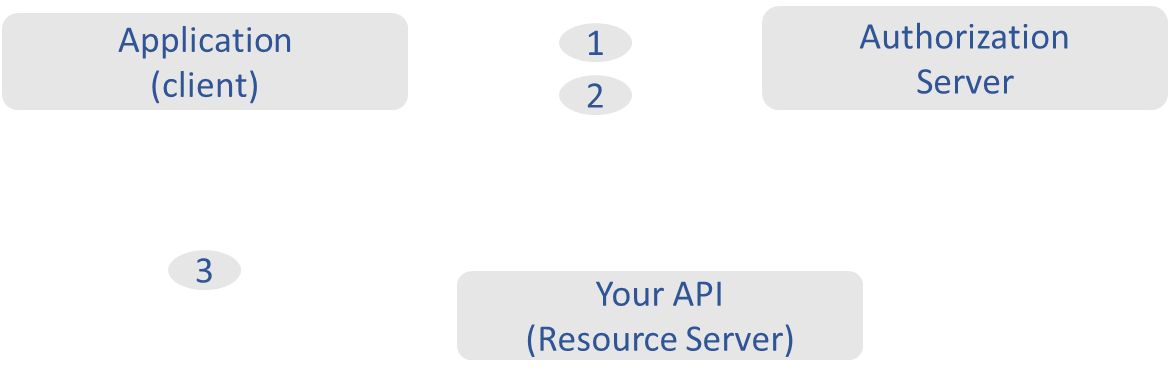 Application
(client)
1
2
Authorization
Server
3
Your API
(Resource Server)